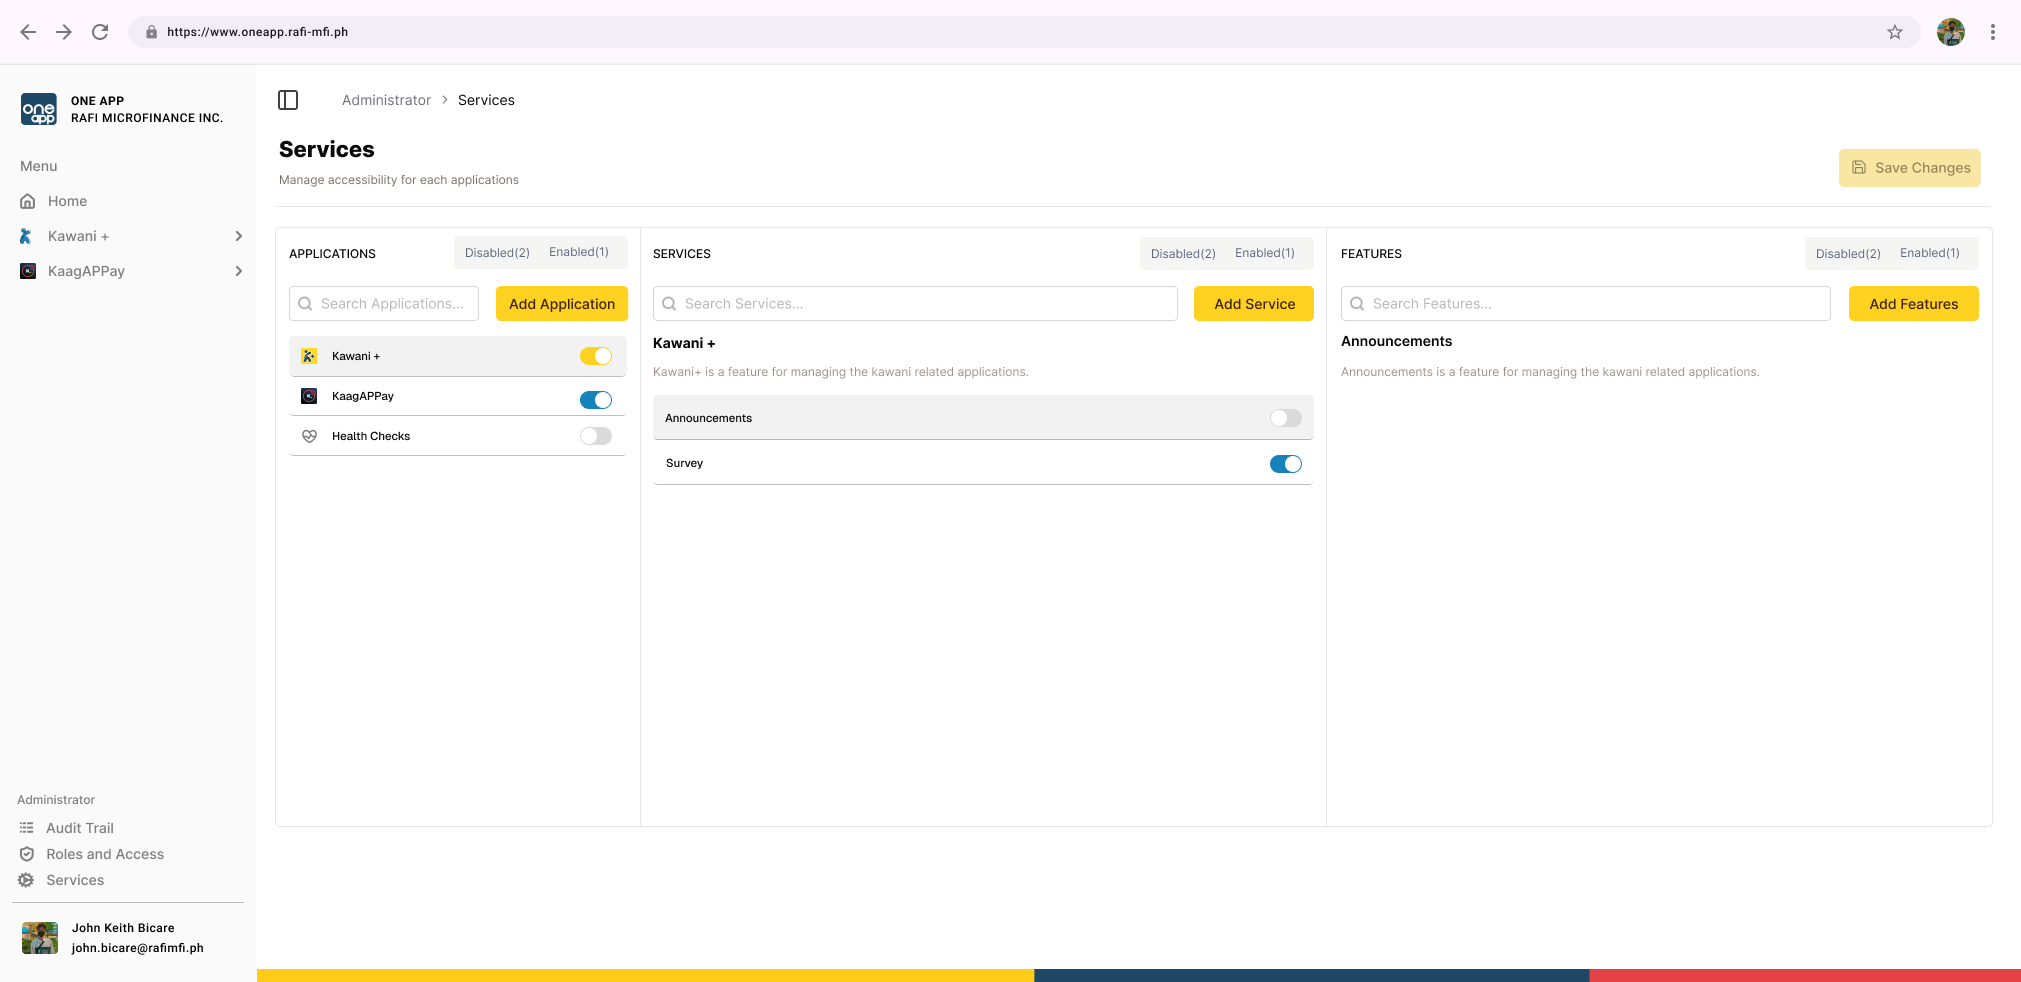 https://www.oneapp.rafi-mfi.ph
one
app
ONE APP
RAFI MICROFINANCE INC.
Menu
Home
Kawani +
KaagAPPay
Administrator
Audit Trail
Roles and Access
Services
John Keith Bicare
john.bicare@rafimfi.ph
Administrator > Services
Services
Manage accessibility for each applications
Save Changes
APPLICATIONS
Disabled(2) Enabled(1)
Search Applications...
Add Application
Kawani +
KaagAPPay
Health Checks
SERVICES
Disabled(2) Enabled(1)
Search Services...
Add Service
Kawani +
Kawani+ is a feature for managing the kawani related applications.
Announcements
Survey
FEATURES
Disabled(2) Enabled(1)
Search Features...
Add Features
Announcements
Announcements is a feature for managing the kawani related applications.